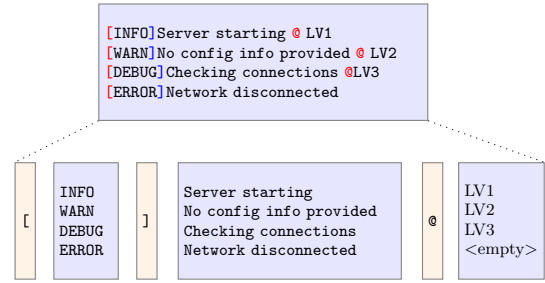 [INFO]Server starting @ LV1
[WARN]No config info provided @ LV2
[DEBUG]Checking connections @LV3
[ERROR]Network disconnected
[
INFO
WARN
DEBUG
ERROR
]
Server starting
No config info provided
Checking connections
Network disconnected
@
LV1
LV2
LV3
<empty>